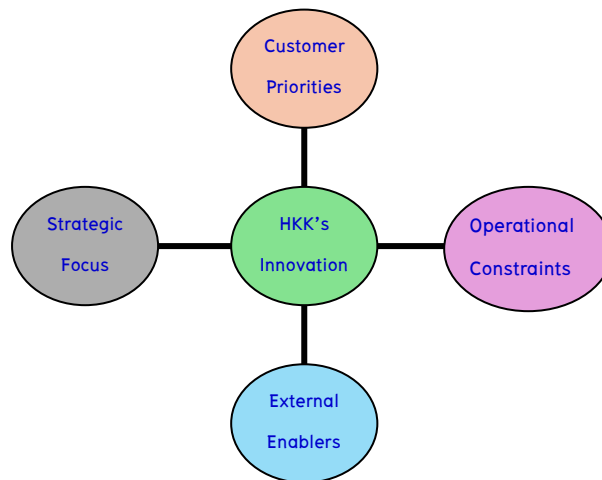 Customer
Priorities
Strategic
Focus
HKK's
Innovation
Operational
Constraints
External
Enablers